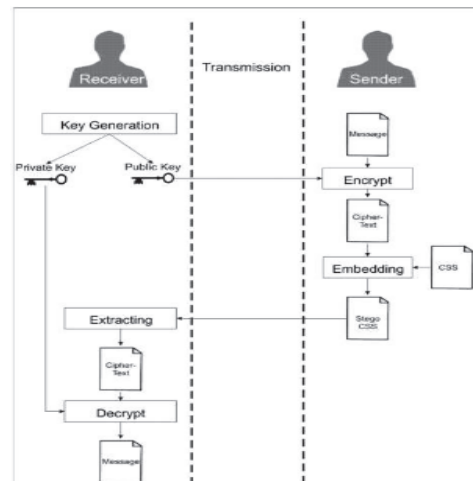 Receiver
Transmission
Sender
Key Generation
Private Key
Public Key
Message
Encrypt
Cipher-
Text
Embedding
CSS
Stego
CSS
Extracting
Cipher-
Text
Decrypt
Message